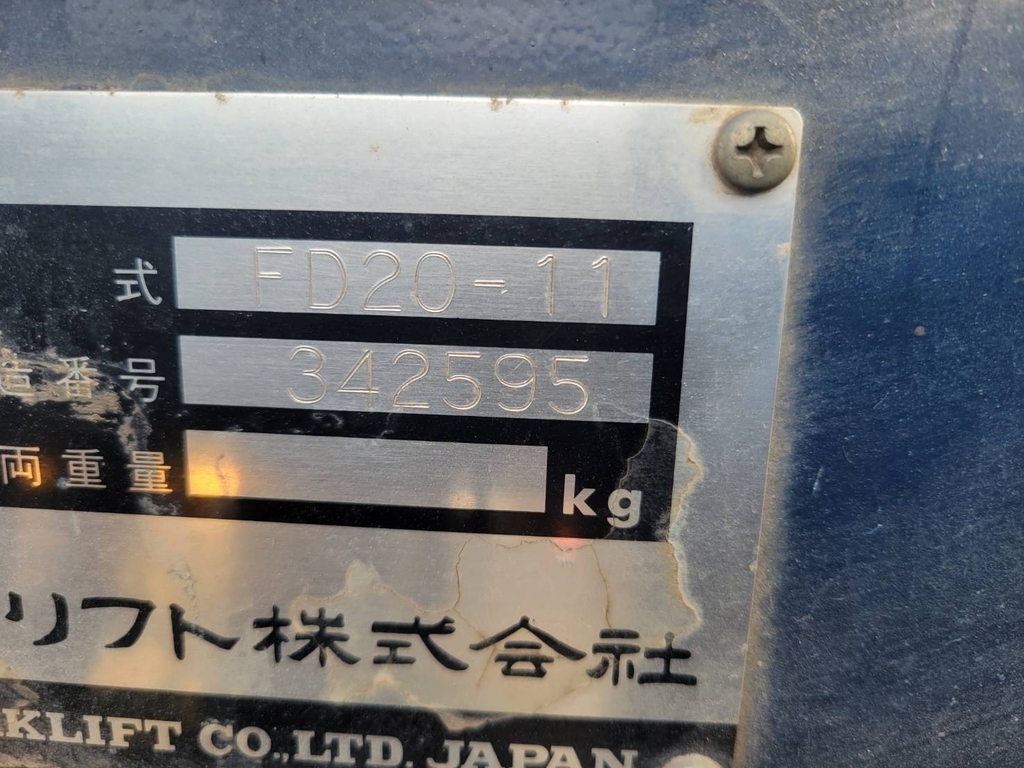 式 FD20-11
造番号 342595
両重量 kg
リフト株式会社
KLIFT CO.,LTD. JAPAN